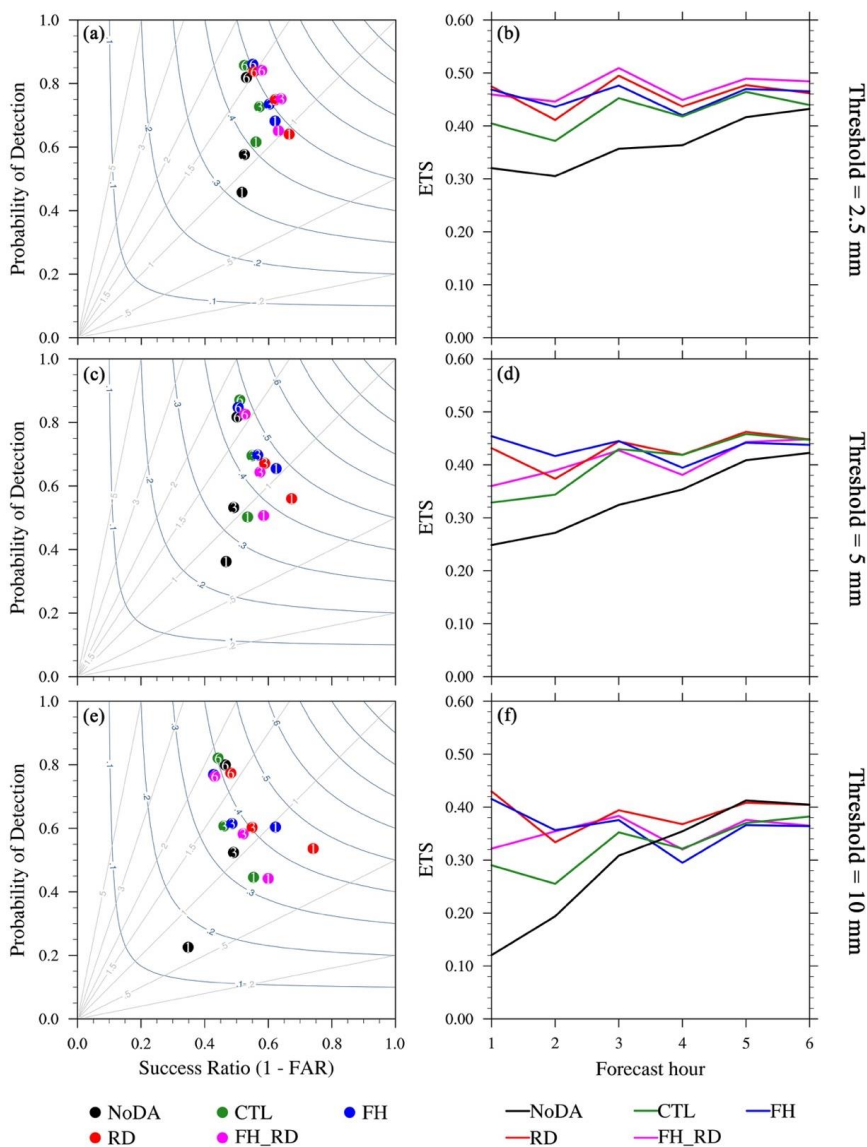 (a)
Probability of Detection
1.0
0.8
0.6
0.4
0.2
0.0
(b)
ETS
0.60
0.50
0.40
0.30
0.20
0.10
0.00
Threshold = 2.5 mm
(c)
Probability of Detection
1.0
0.8
0.6
0.4
0.2
0.0
(d)
ETS
0.60
0.50
0.40
0.30
0.20
0.10
0.00
Threshold = 5 mm
(e)
Probability of Detection
1.0
0.8
0.6
0.4
0.2
0.0
0.0 0.2 0.4 0.6 0.8 1.0
Success Ratio (1 - FAR)
(f)
ETS
0.60
0.50
0.40
0.30
0.20
0.10
0.00
1 2 3 4 5 6
Forecast hour
Threshold = 10 mm
NoDA CTL FH
RD FH_RD
NoDA CTL FH
RD FH_RD